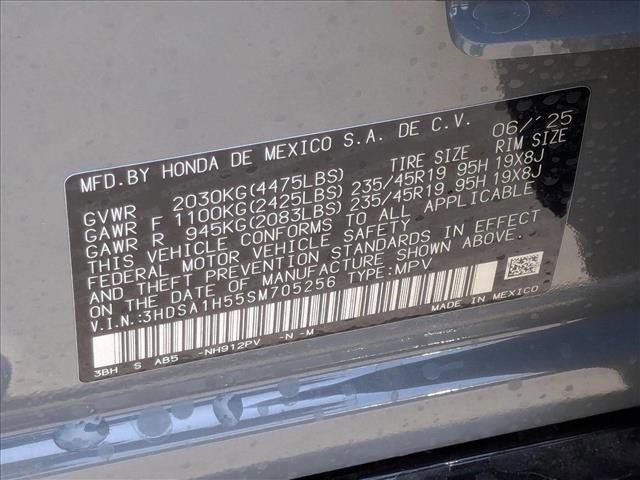 MFD.BY HONDA DE MEXICO S.A. DE C.V. 06/'25
TIRE SIZE RIM SIZE
GVWR 2030KG(4475LBS)
GAWR F 1100KG(2425LBS) 235/45R19 95H 19X8J
GAWR R 945KG(2083LBS) 235/45R19 95H 19X8J
THIS VEHICLE CONFORMS TO ALL APPLICABLE
FEDERAL MOTOR VEHICLE SAFETY
AND THEFT PREVENTION STANDARDS IN EFFECT
ON THE DATE OF MANUFACTURE SHOWN ABOVE.
V.I.N.:3HDSA1H55SM705256 TYPE:MPV
MADE IN MEXICO
3BH S AB5 -NH912PV -N -M